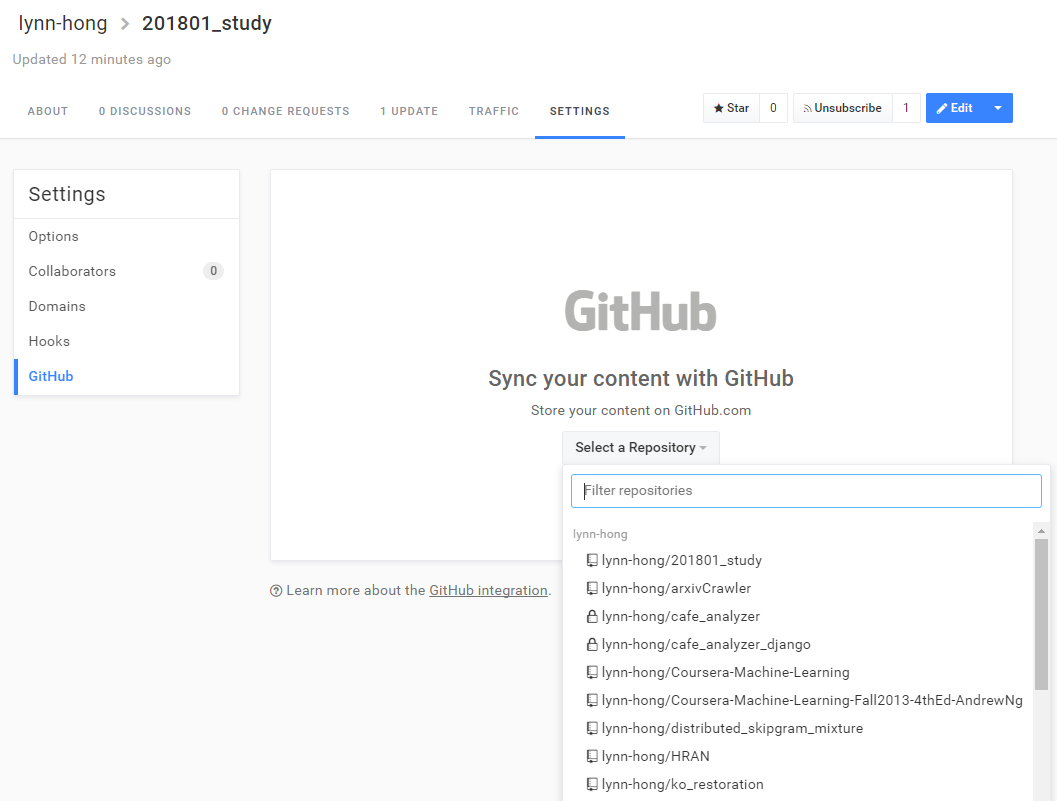 lynn-hong > 201801_study
Updated 12 minutes ago
ABOUT 0 DISCUSSIONS 0 CHANGE REQUESTS 1 UPDATE TRAFFIC SETTINGS Star 0 Unsubscribe 1 Edit
Settings
Options
Collaborators 0
Domains
Hooks
GitHub
GitHub
Sync your content with GitHub
Store your content on GitHub.com
Select a Repository
Filter repositories
lynn-hong
lynn-hong/201801_study
lynn-hong/arxivCrawler
lynn-hong/cafe_analyzer
lynn-hong/cafe_analyzer_django
lynn-hong/Coursera-Machine-Learning
lynn-hong/Coursera-Machine-Learning-Fall2013-4thEd-AndrewNg
lynn-hong/distributed_skipgram_mixture
lynn-hong/HRAN
lynn-hong/ko_restoration
Learn more about the GitHub integration.